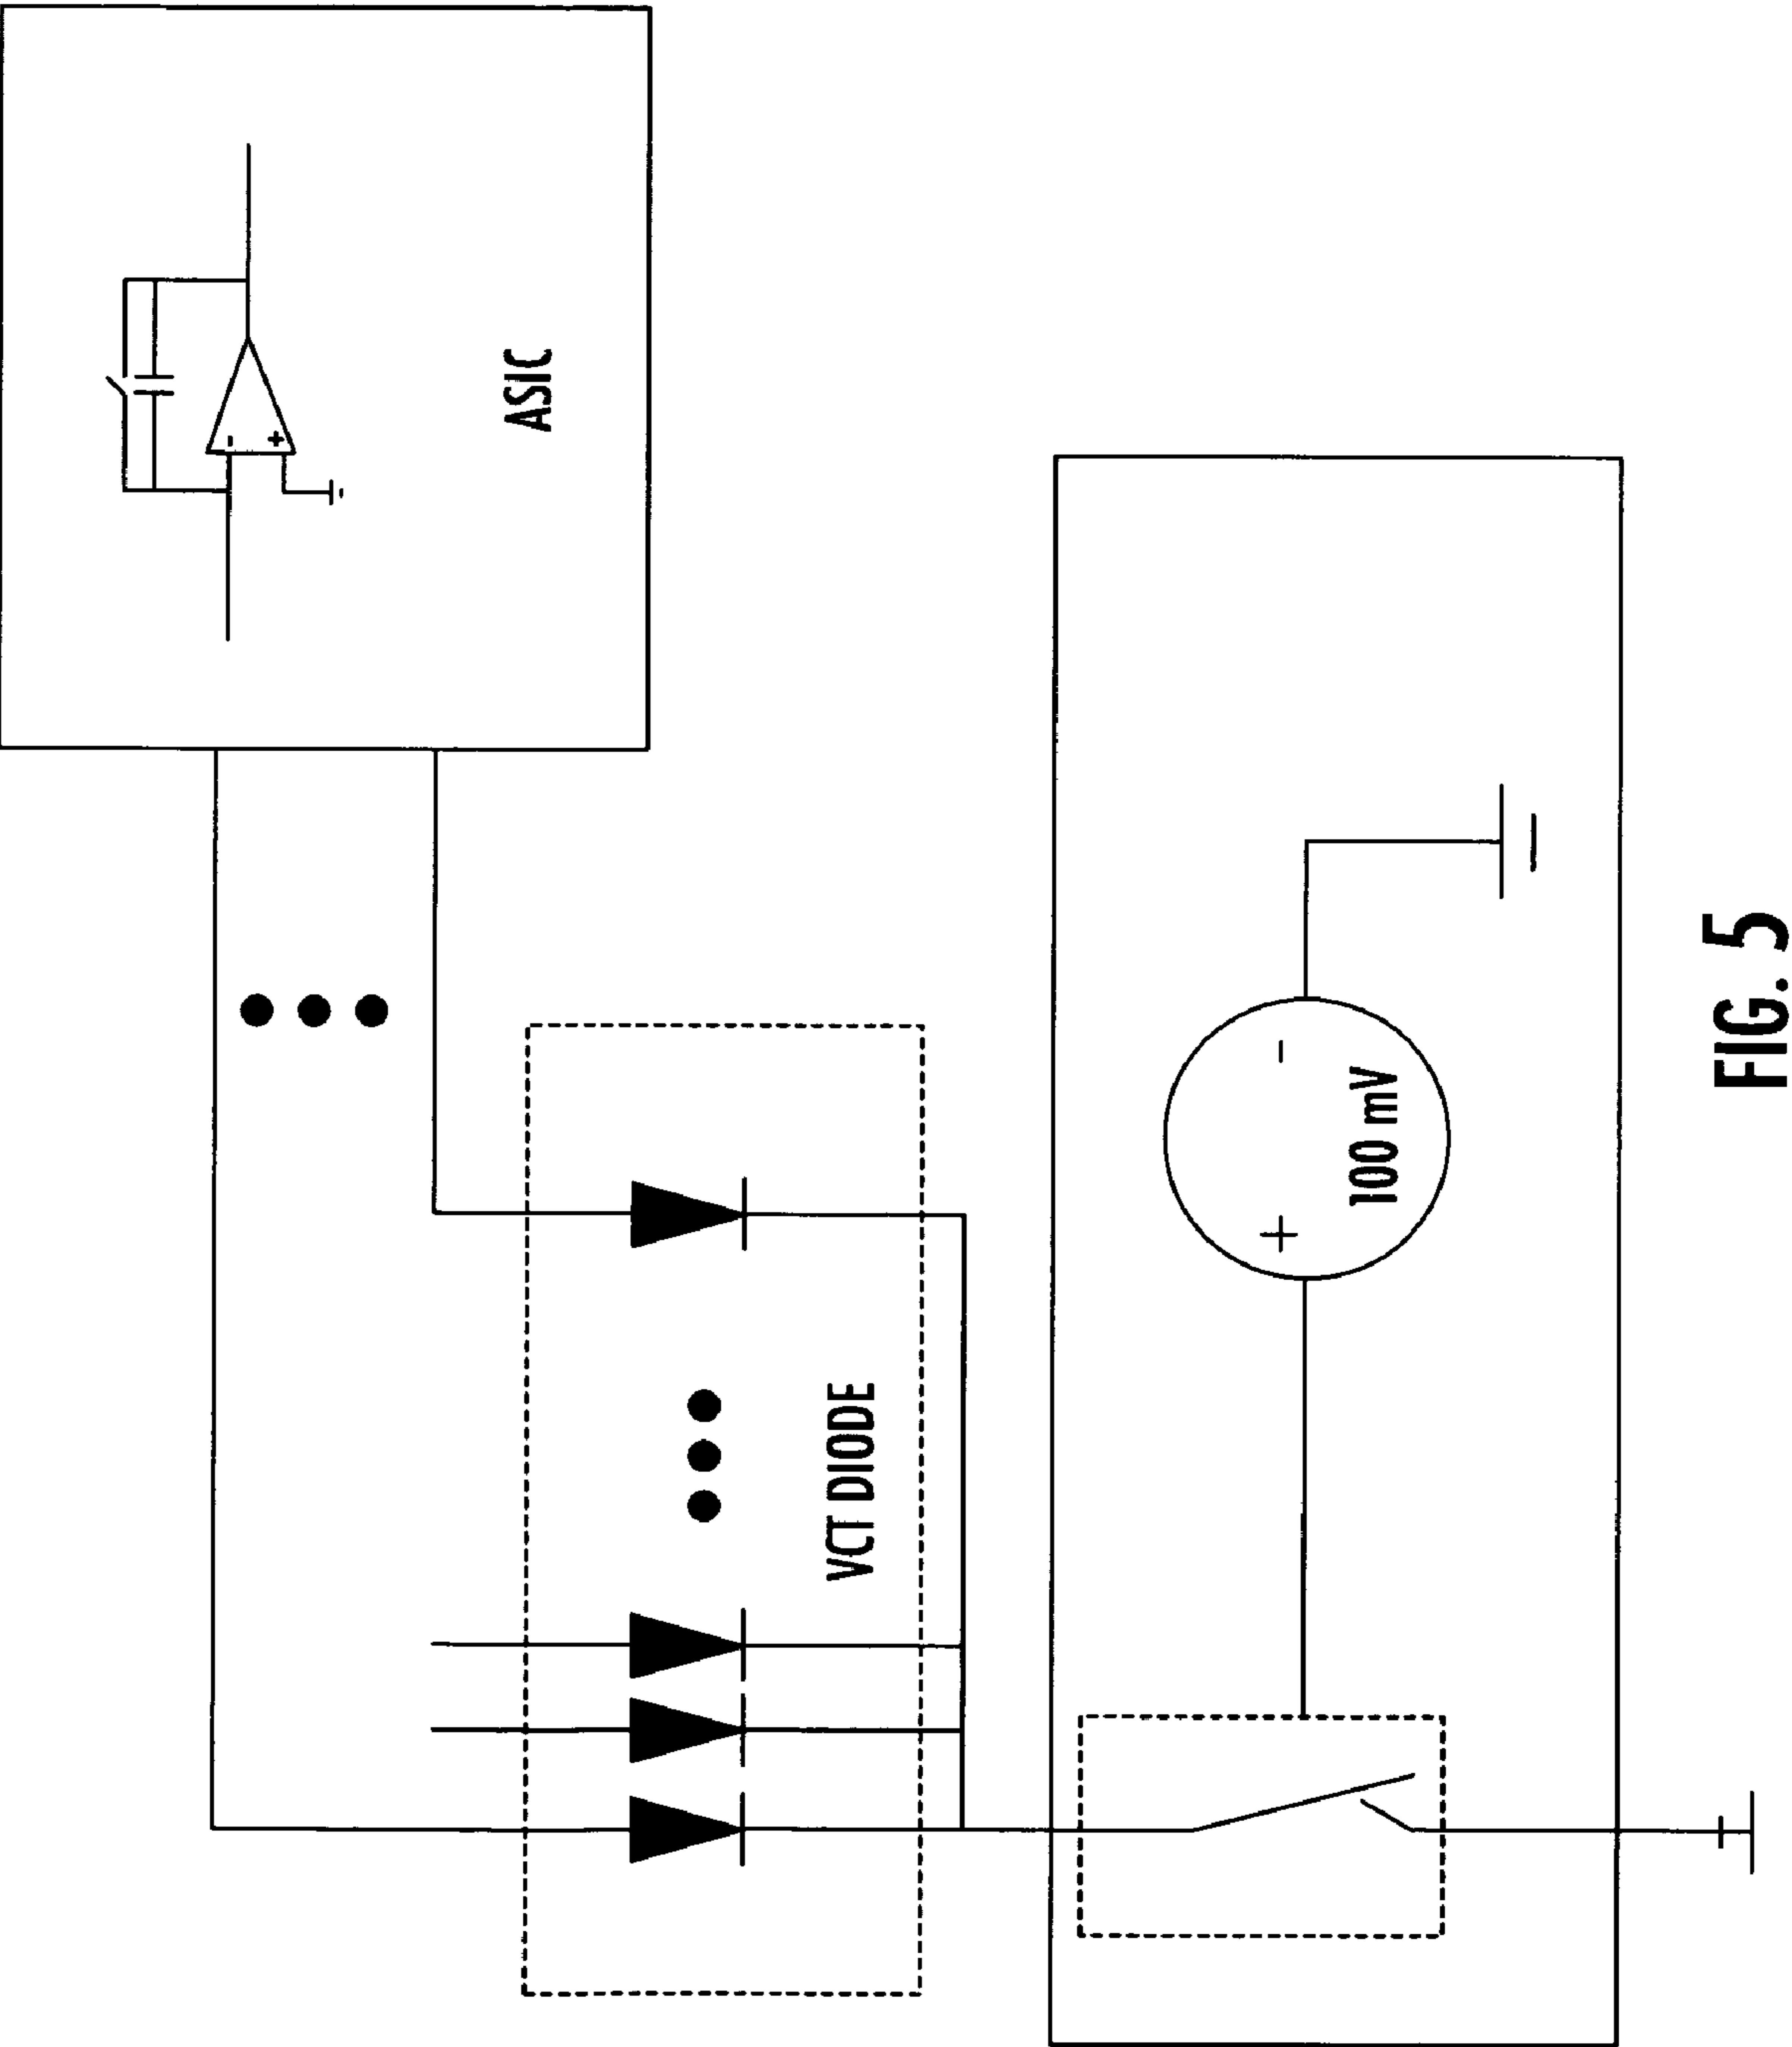 ASIC
-
+
VCT DIODE
+ -
100 mV
FIG. 5